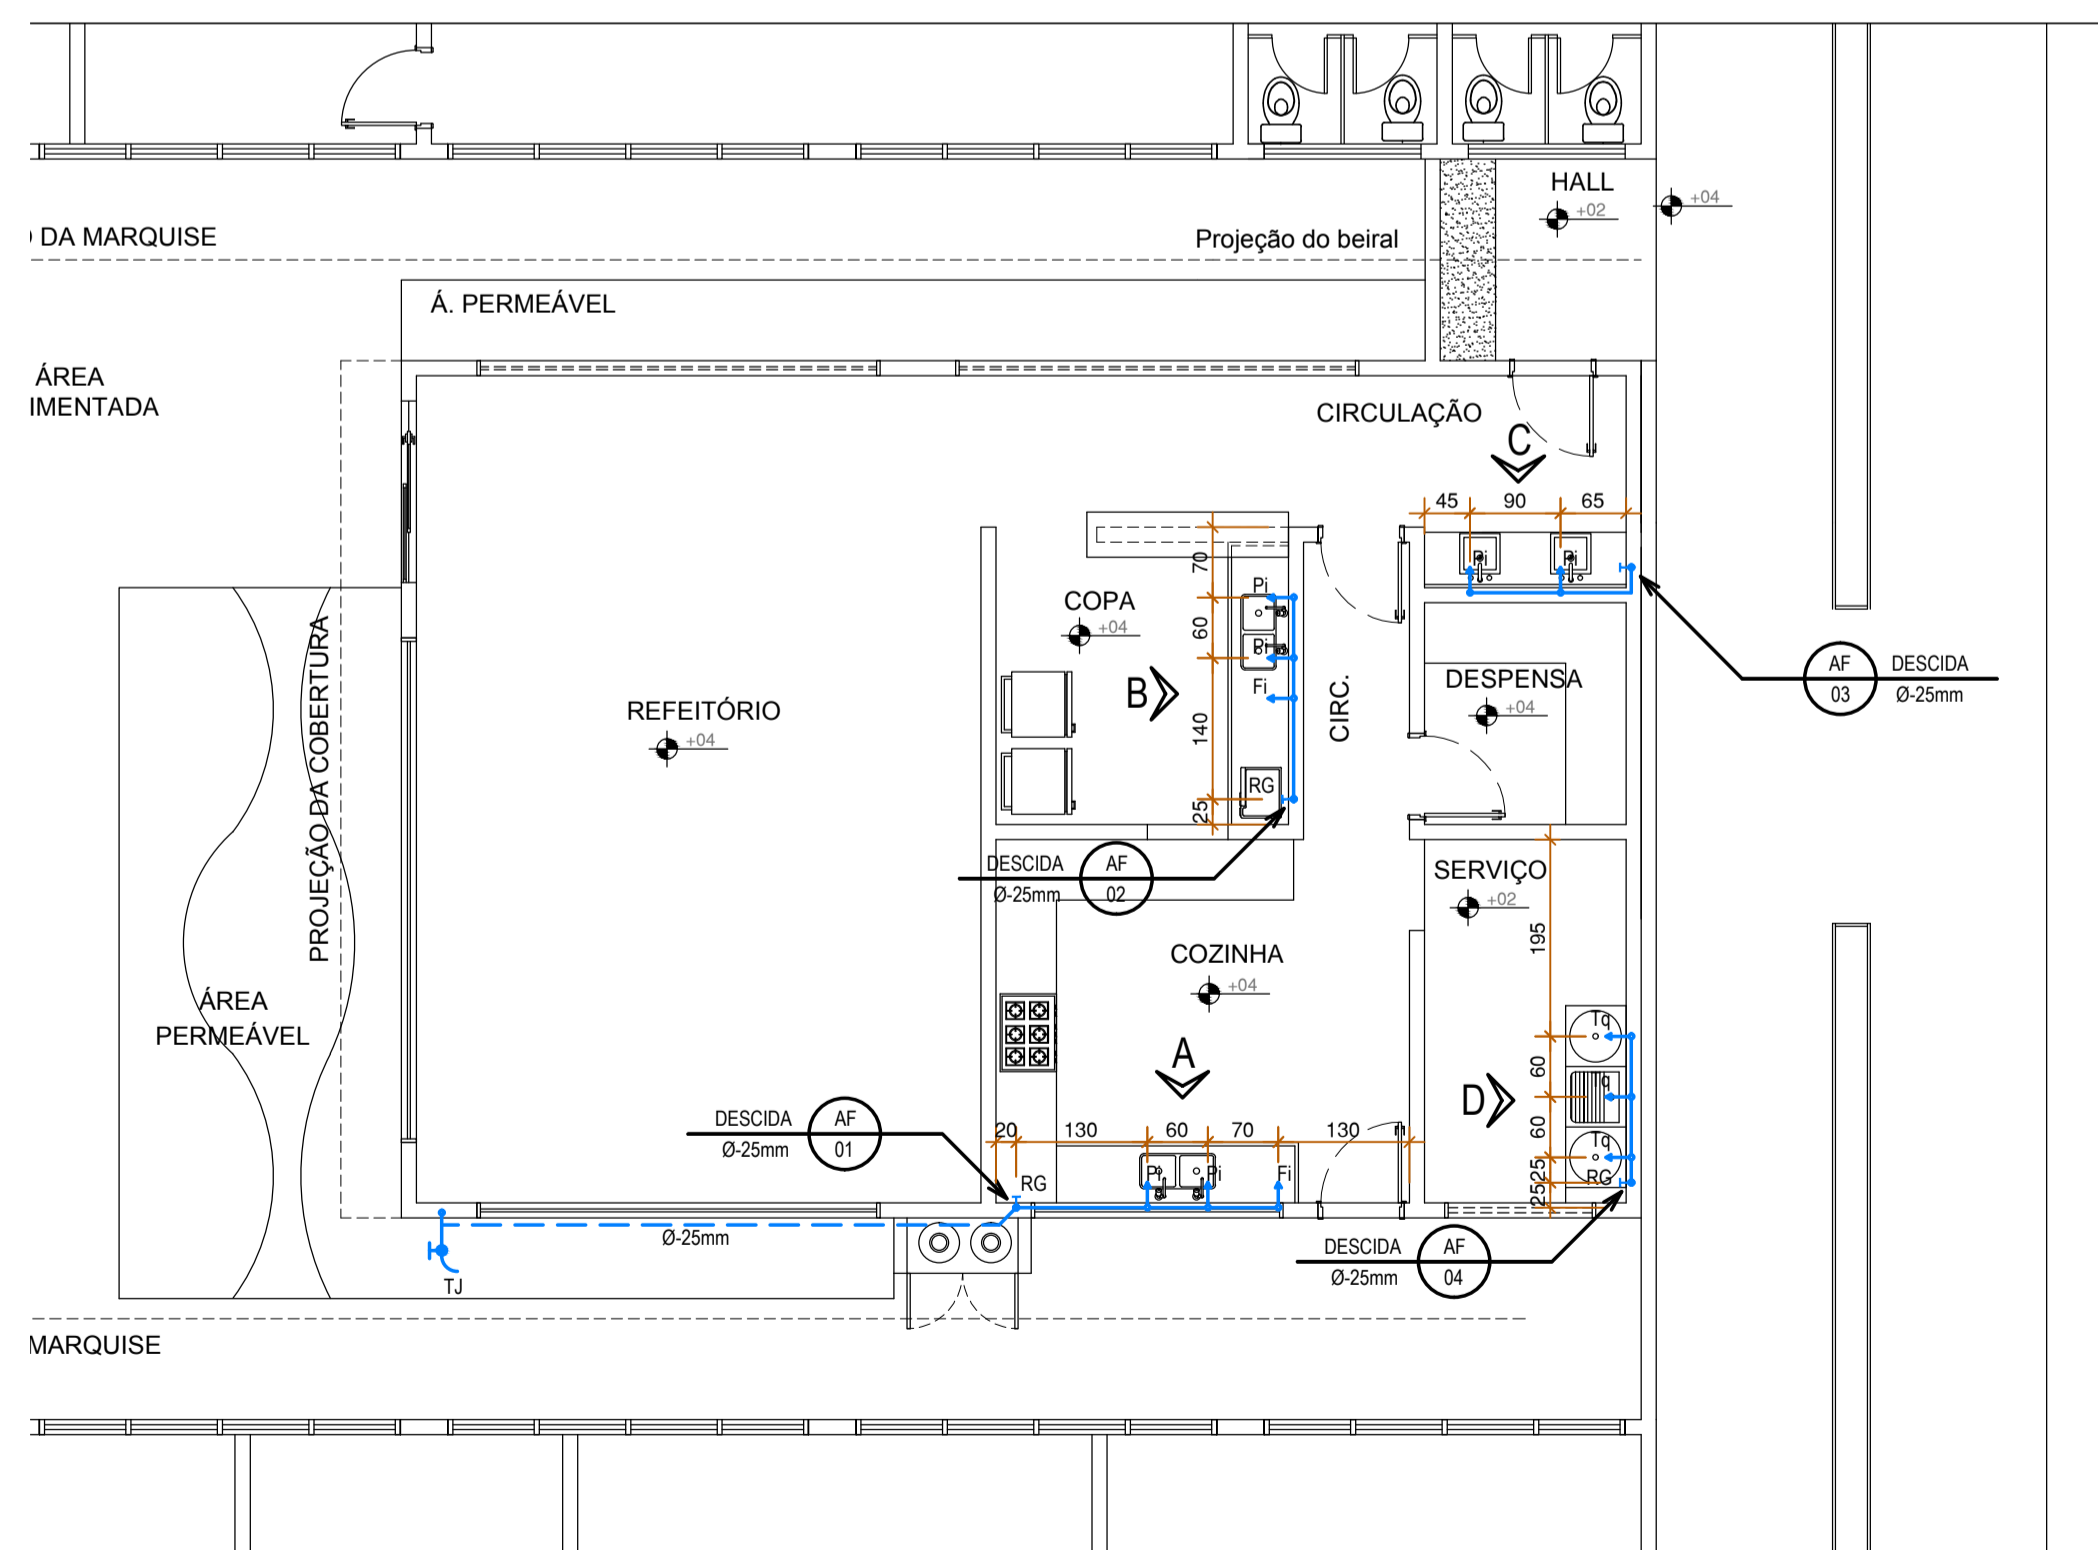 HALL
+02
+04
DA MARQUISE
Projeção do beiral
Á. PERMEÁVEL
ÁREA
IMENTADA
CIRCULAÇÃO
C
45 90 65
Pi Pi
70
60
140
25
Pi
Pi
Fi
RG
COPA
+04
B
CIRC.
DESPENSA
+04
AF
03
DESCIDA
Ø-25mm
REFEITÓRIO
+04
PROJEÇÃO DA COBERTURA
DESCIDA
Ø-25mm
AF
02
SERVIÇO
+02
195
60
60
25
25
Tq
Tq
Tq
RG
D
COZINHA
+04
A
ÁREA
PERMEÁVEL
DESCIDA
Ø-25mm
AF
01
20 130 60 70 130
RG
Pi Pi Fi
Ø-25mm
TJ
DESCIDA
Ø-25mm
AF
04
MARQUISE